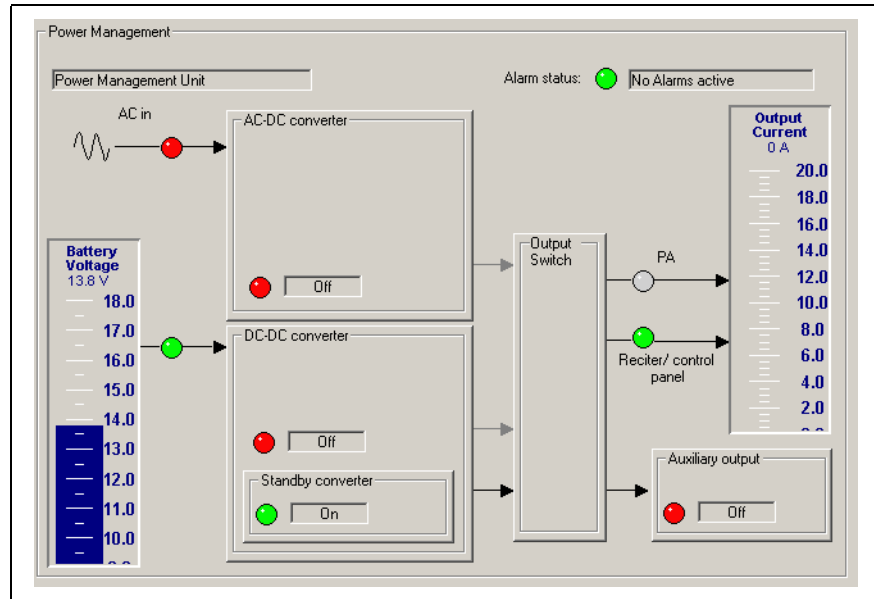 Power Management
Power Management Unit
Alarm status:
No Alarms active
AC in
AC-DC converter
Off
Output
Current
0 A
20.0
18.0
16.0
14.0
12.0
10.0
8.0
6.0
4.0
2.0
Battery
Voltage
13.8 V
18.0
17.0
16.0
15.0
14.0
13.0
12.0
11.0
10.0
DC-DC converter
Off
Standby converter
On
Output
Switch
PA
Reciter/ control
panel
Auxiliary output
Off